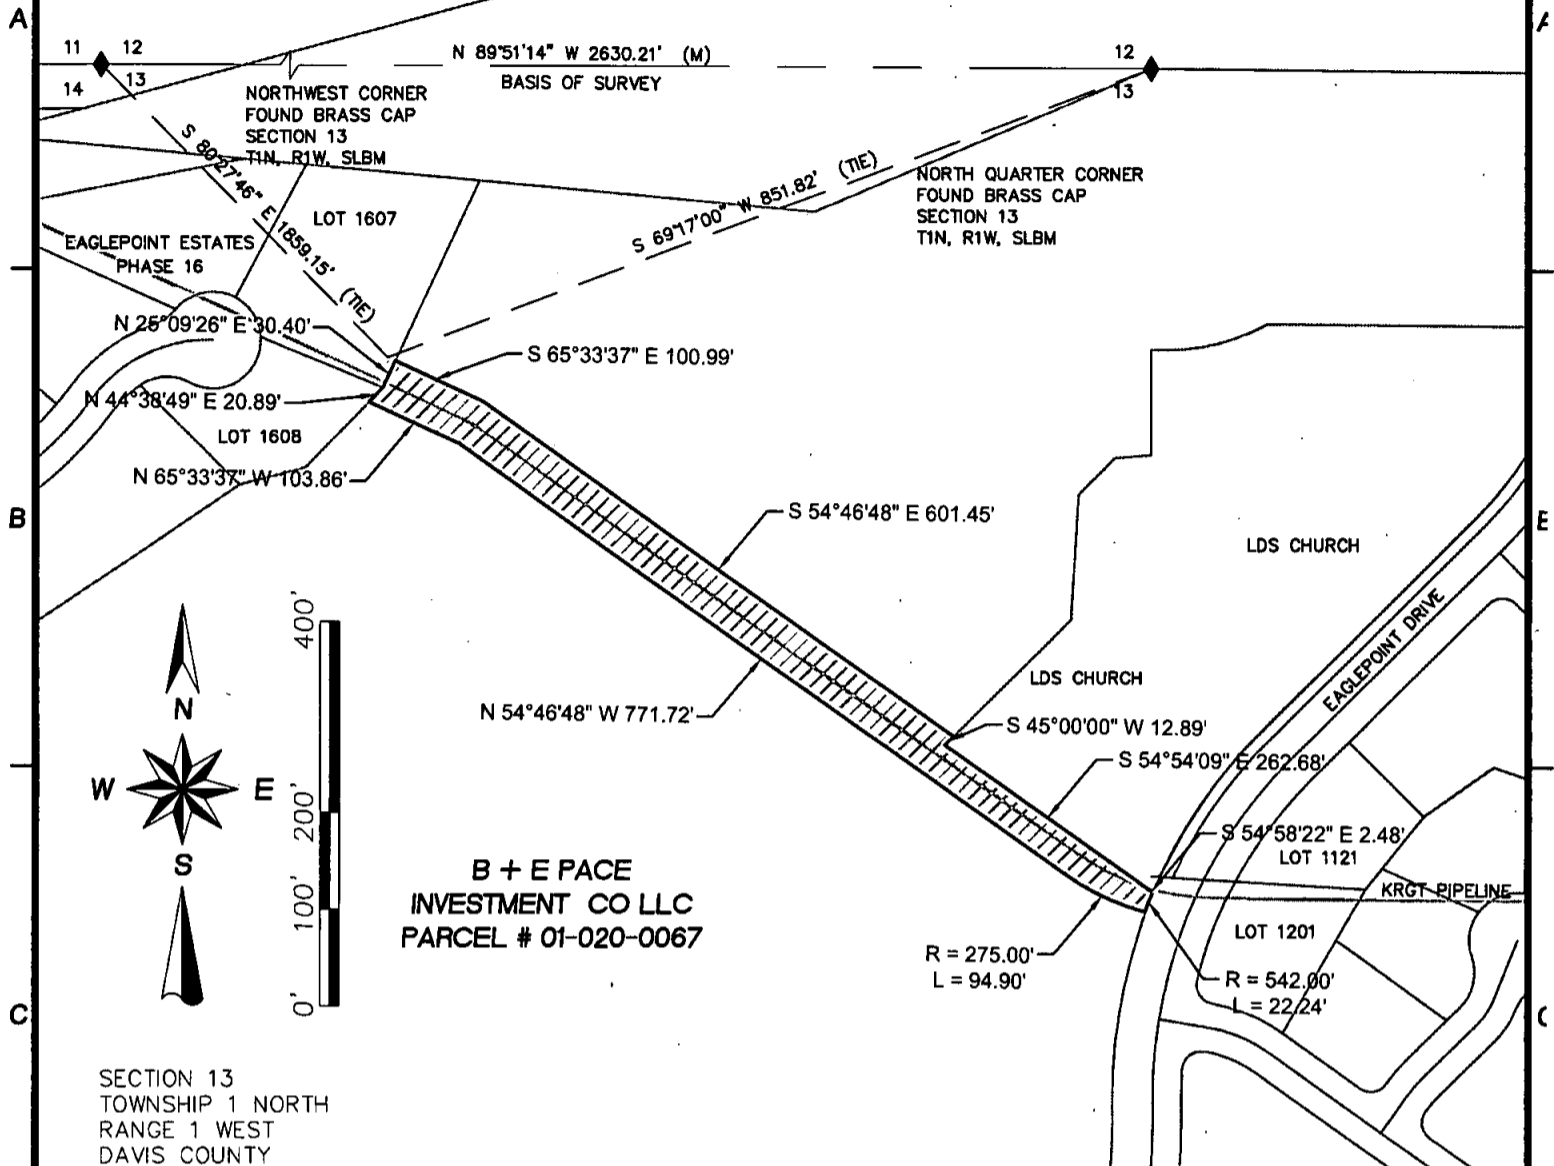 A
11 12
N 89°51'14" W 2630.21' (M)
BASIS OF SURVEY
12
13
14
13
NORTHWEST CORNER
FOUND BRASS CAP
SECTION 13
T1N, R1W, SLBM
S 80°27'46" E 1859.15' (TIE)
S 69°17'00" W 851.82' (TIE)
NORTH QUARTER CORNER
FOUND BRASS CAP
SECTION 13
T1N, R1W, SLBM
LOT 1607
EAGLEPOINT ESTATES
PHASE 16
N 25°09'26" E 30.40'
S 65°33'37" E 100.99'
N 44°38'49" E 20.89'
LOT 1608
N 65°33'37" W 103.86'
B
S 54°46'48" E 601.45'
LDS CHURCH
EAGLEPOINT DRIVE
LDS CHURCH
N 54°46'48" W 771.72'
S 45°00'00" W 12.89'
S 54°54'09" E 262.68'
S 54°58'22" E 2.48'
LOT 1121
KRGT PIPELINE
LOT 1201
R = 275.00'
L = 94.90'
R = 542.00'
L = 22.24'
400'
200'
100'
0'
N
W E
S
B + E PACE
INVESTMENT CO LLC
PARCEL # 01-020-0067
C
SECTION 13
TOWNSHIP 1 NORTH
RANGE 1 WEST
DAVIS COUNTY